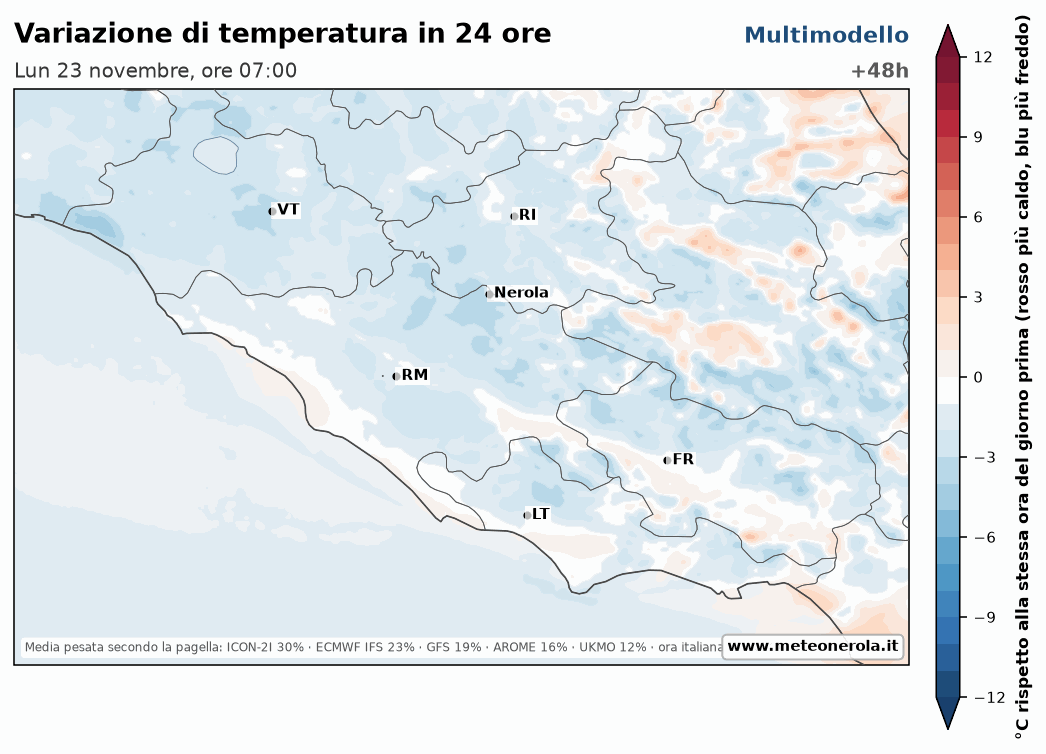 Variazione di temperatura in 24 ore
Multimodello
Lun 23 novembre, ore 07:00
+48h
VT
RI
Nerola
RM
FR
LT
Media pesata secondo la pagella: ICON-2I 30% · ECMWF IFS 23% · GFS 19% · AROME 16% · UKMO 12% · ora italiana
www.meteonerola.it
12
9
6
3
0
−3
−6
−9
−12
°C rispetto alla stessa ora del giorno prima (rosso più caldo, blu più freddo)